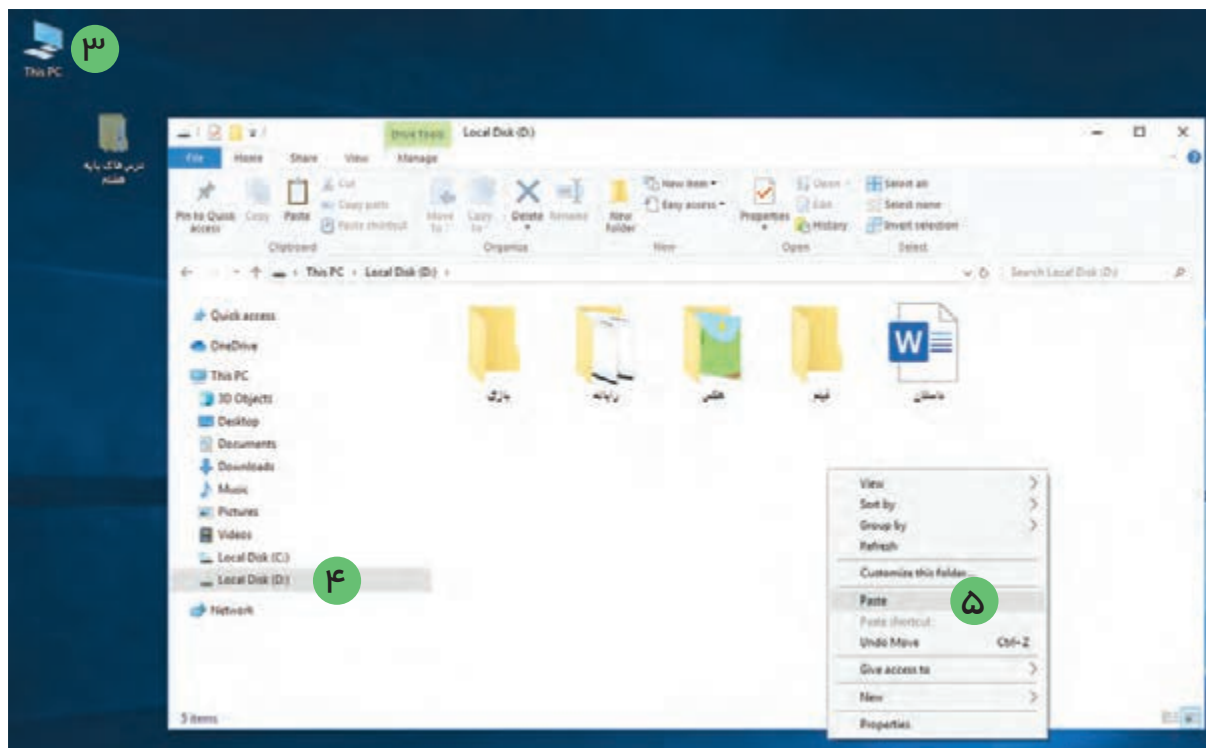 ۳
This PC
درس های پایه
هشتم
Drive Tools
Local Disk (D:)
File
Home
Share
View
Manage
Pin to Quick
access
Copy
Paste
Cut
Copy path
Paste shortcut
Clipboard
Move
to
Copy
to
Delete
Rename
Organize
New
Folder
New item
Easy access
New
Properties
Open
Edit
History
Open
Select all
Select none
Invert selection
Select
This PC
Local Disk (D:)
Search Local Disk (D:)
Quick access
OneDrive
This PC
3D Objects
Desktop
Documents
Downloads
Music
Pictures
Videos
Local Disk (C:)
Local Disk (D:)
۴
Network
بازی
رایانه
عکس
فیلم
داستان
View
Sort by
Group by
Refresh
Customize this folder...
Paste
۵
Paste shortcut
Undo Move Ctrl+Z
Give access to
New
Properties
5 items